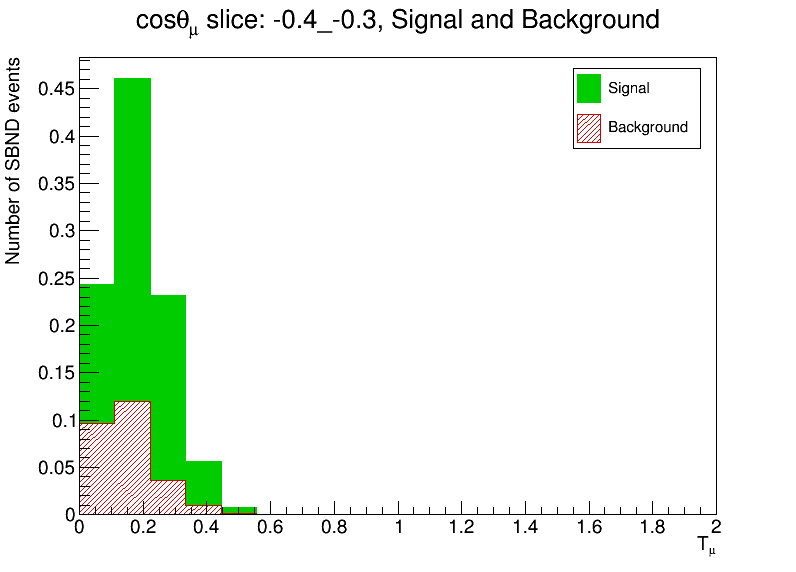 cosθμ slice: -0.4_-0.3, Signal and Background
Number of SBND events
0.45
0.4
0.35
0.3
0.25
0.2
0.15
0.1
0.05
0
Signal
Background
0 0.2 0.4 0.6 0.8 1 1.2 1.4 1.6 1.8 2
Tμ